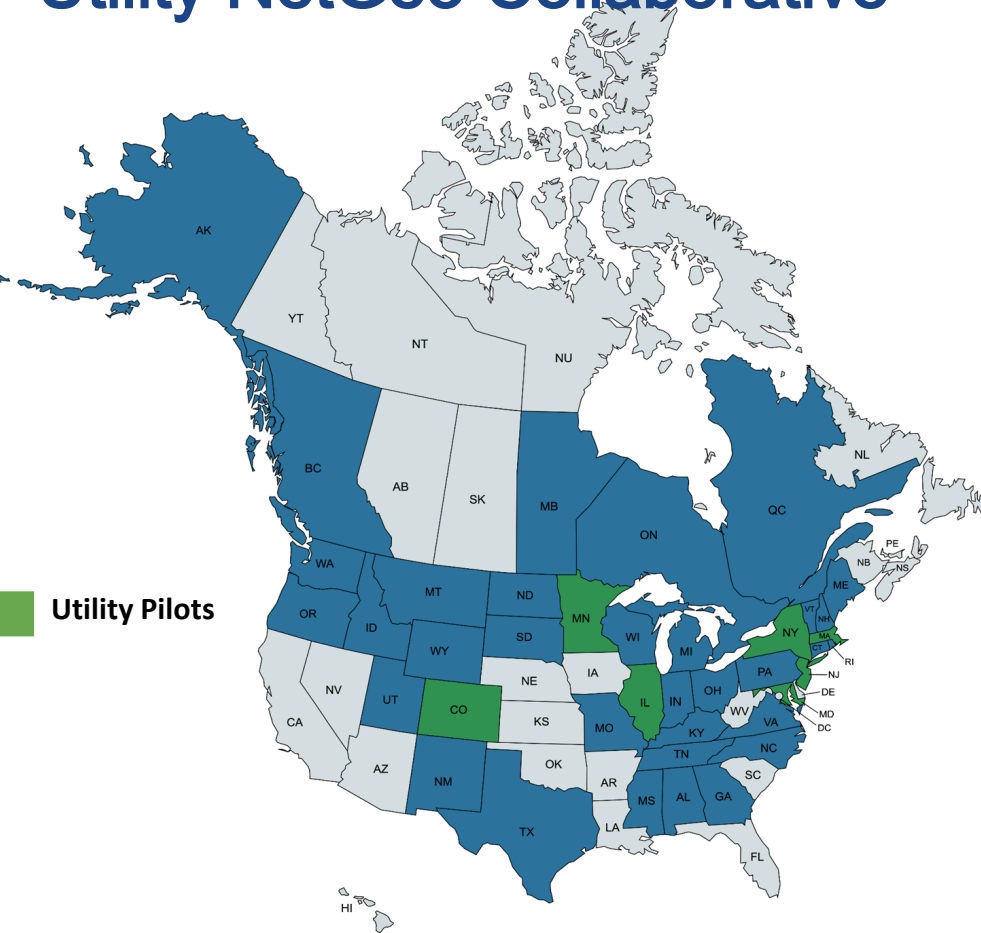 Utility NetGeo Collaborative
AK
YT
NT
NU
BC
AB
SK
MB
ON
QC
NL
PE
NB
NS
WA
MT
ND
MN
ME
OR
ID
SD
WI
VT
NH
NY
MA
WY
MI
CT
RI
Utility Pilots
NV
UT
CO
NE
IA
IL
IN
OH
PA
NJ
DE
CA
KS
MO
WV
MD
KY
VA
DC
AZ
NM
OK
AR
TN
NC
SC
TX
LA
MS
AL
GA
FL
HI